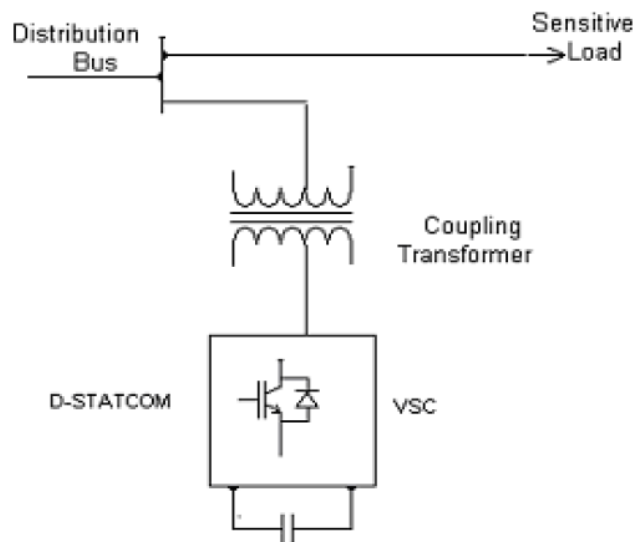 Distribution
Bus
Sensitive
Load
Coupling
Transformer
D-STATCOM
VSC